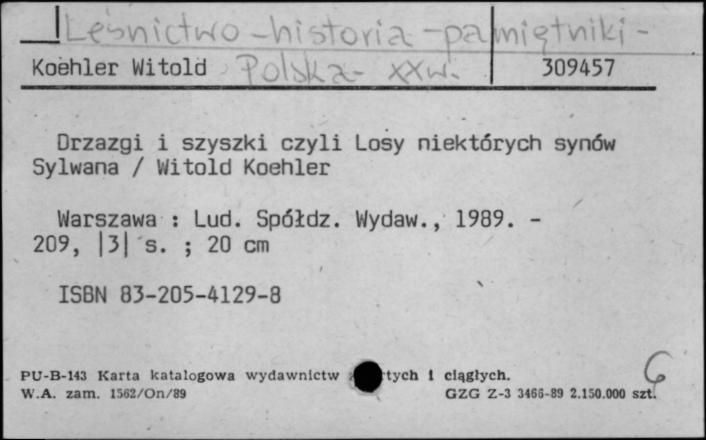 Leśnictwo - historia - pamiętniki -
Koehler Witold Polska - XXw. 309457
Drzazgi i szyszki czyli Losy niektórych synów
Sylwana / Witold Koehler
Warszawa : Lud. Spółdz. Wydaw., 1989. -
209, |3| s. ; 20 cm
ISBN 83-205-4129-8
PU-B-143 Karta katalogowa wydawnictw tych i ciągłych.
W.A. zam. 1562/On/89 GZG Z-3 3466-89 2.150.000 szt.